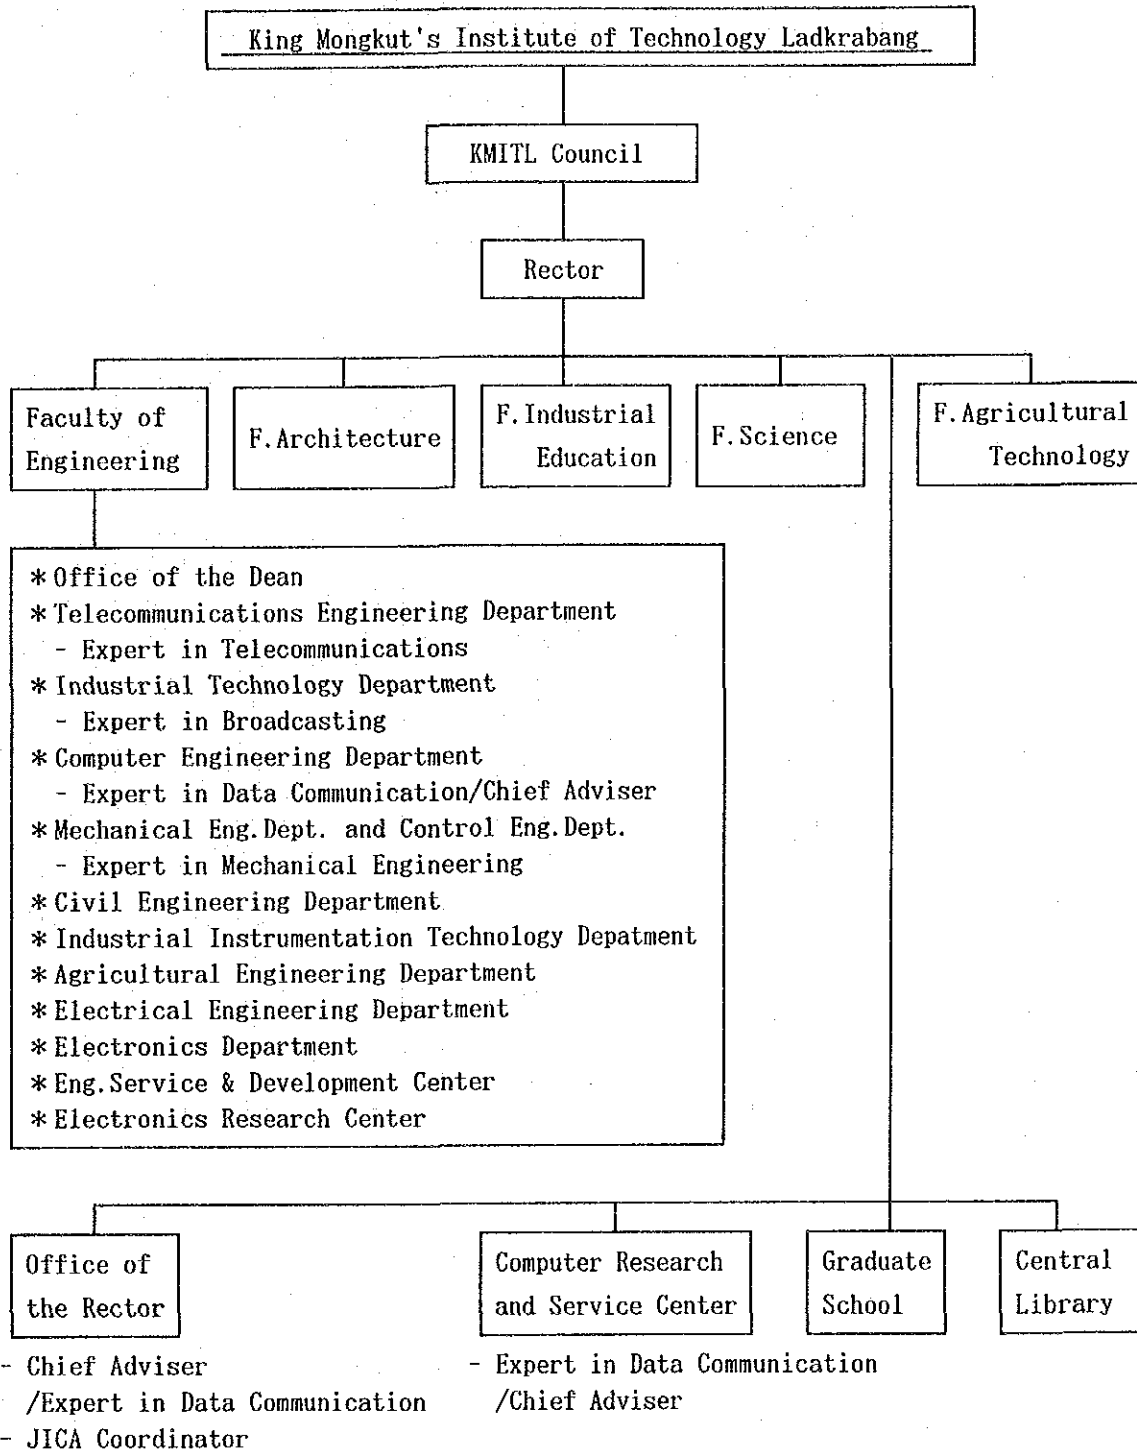 King Mongkut's Institute of Technology Ladkrabang
KMITL Council
Rector
Faculty of
Engineering
F.Architecture
F.Industrial
Education
F.Science
F.Agricultural
Technology
*Office of the Dean
*Telecommunications Engineering Department
- Expert in Telecommunications
*Industrial Technology Department
- Expert in Broadcasting
*Computer Engineering Department
- Expert in Data Communication/Chief Adviser
*Mechanical Eng.Dept. and Control Eng.Dept.
- Expert in Mechanical Engineering
*Civil Engineering Department
*Industrial Instrumentation Technology Depatment
*Agricultural Engineering Department
*Electrical Engineering Department
*Electronics Department
*Eng.Service & Development Center
*Electronics Research Center
Office of
the Rector
- Chief Adviser
/Expert in Data Communication
- JICA Coordinator
Computer Research
and Service Center
- Expert in Data Communication
/Chief Adviser
Graduate
School
Central
Library